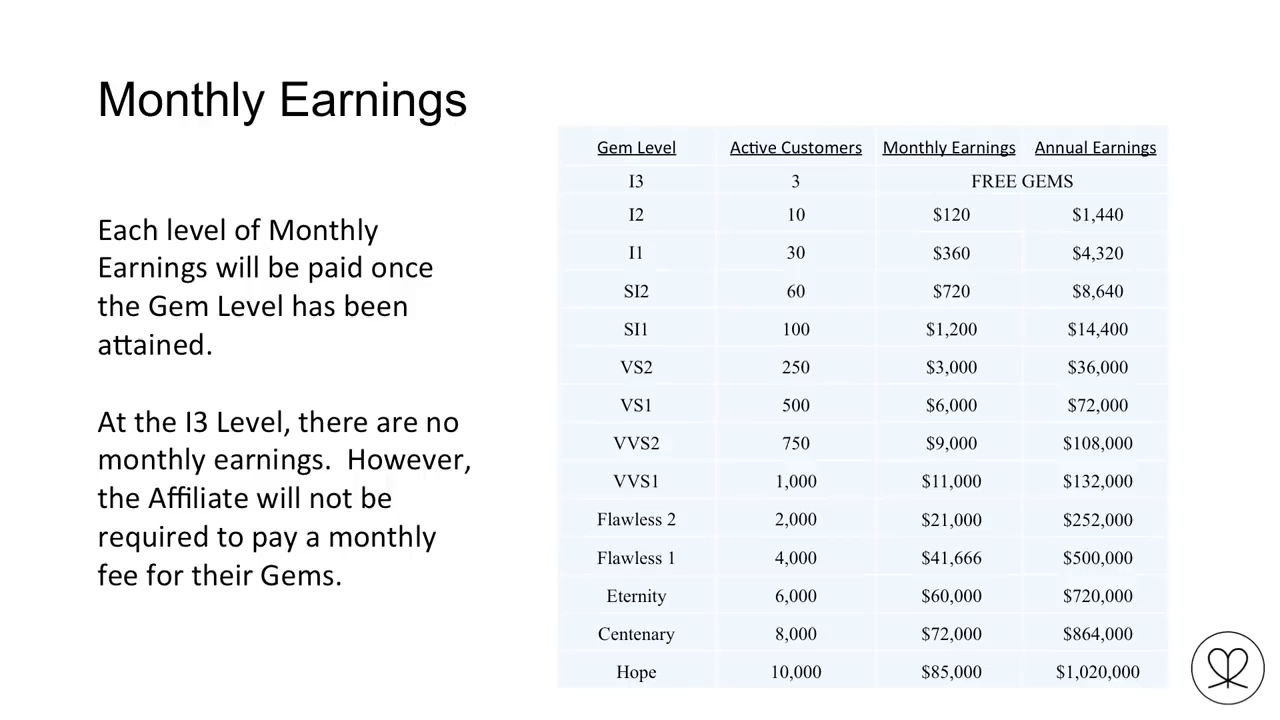 Monthly Earnings
Each level of Monthly
Earnings will be paid once
the Gem Level has been
attained.
At the I3 Level, there are no
monthly earnings.  However,
the Affiliate will not be
required to pay a monthly
fee for their Gems.
Gem Level Active Customers Monthly Earnings Annual Earnings
I3 3 FREE GEMS
I2 10 $120 $1,440
I1 30 $360 $4,320
SI2 60 $720 $8,640
SI1 100 $1,200 $14,400
VS2 250 $3,000 $36,000
VS1 500 $6,000 $72,000
VVS2 750 $9,000 $108,000
VVS1 1,000 $11,000 $132,000
Flawless 2 2,000 $21,000 $252,000
Flawless 1 4,000 $41,666 $500,000
Eternity 6,000 $60,000 $720,000
Centenary 8,000 $72,000 $864,000
Hope 10,000 $85,000 $1,020,000